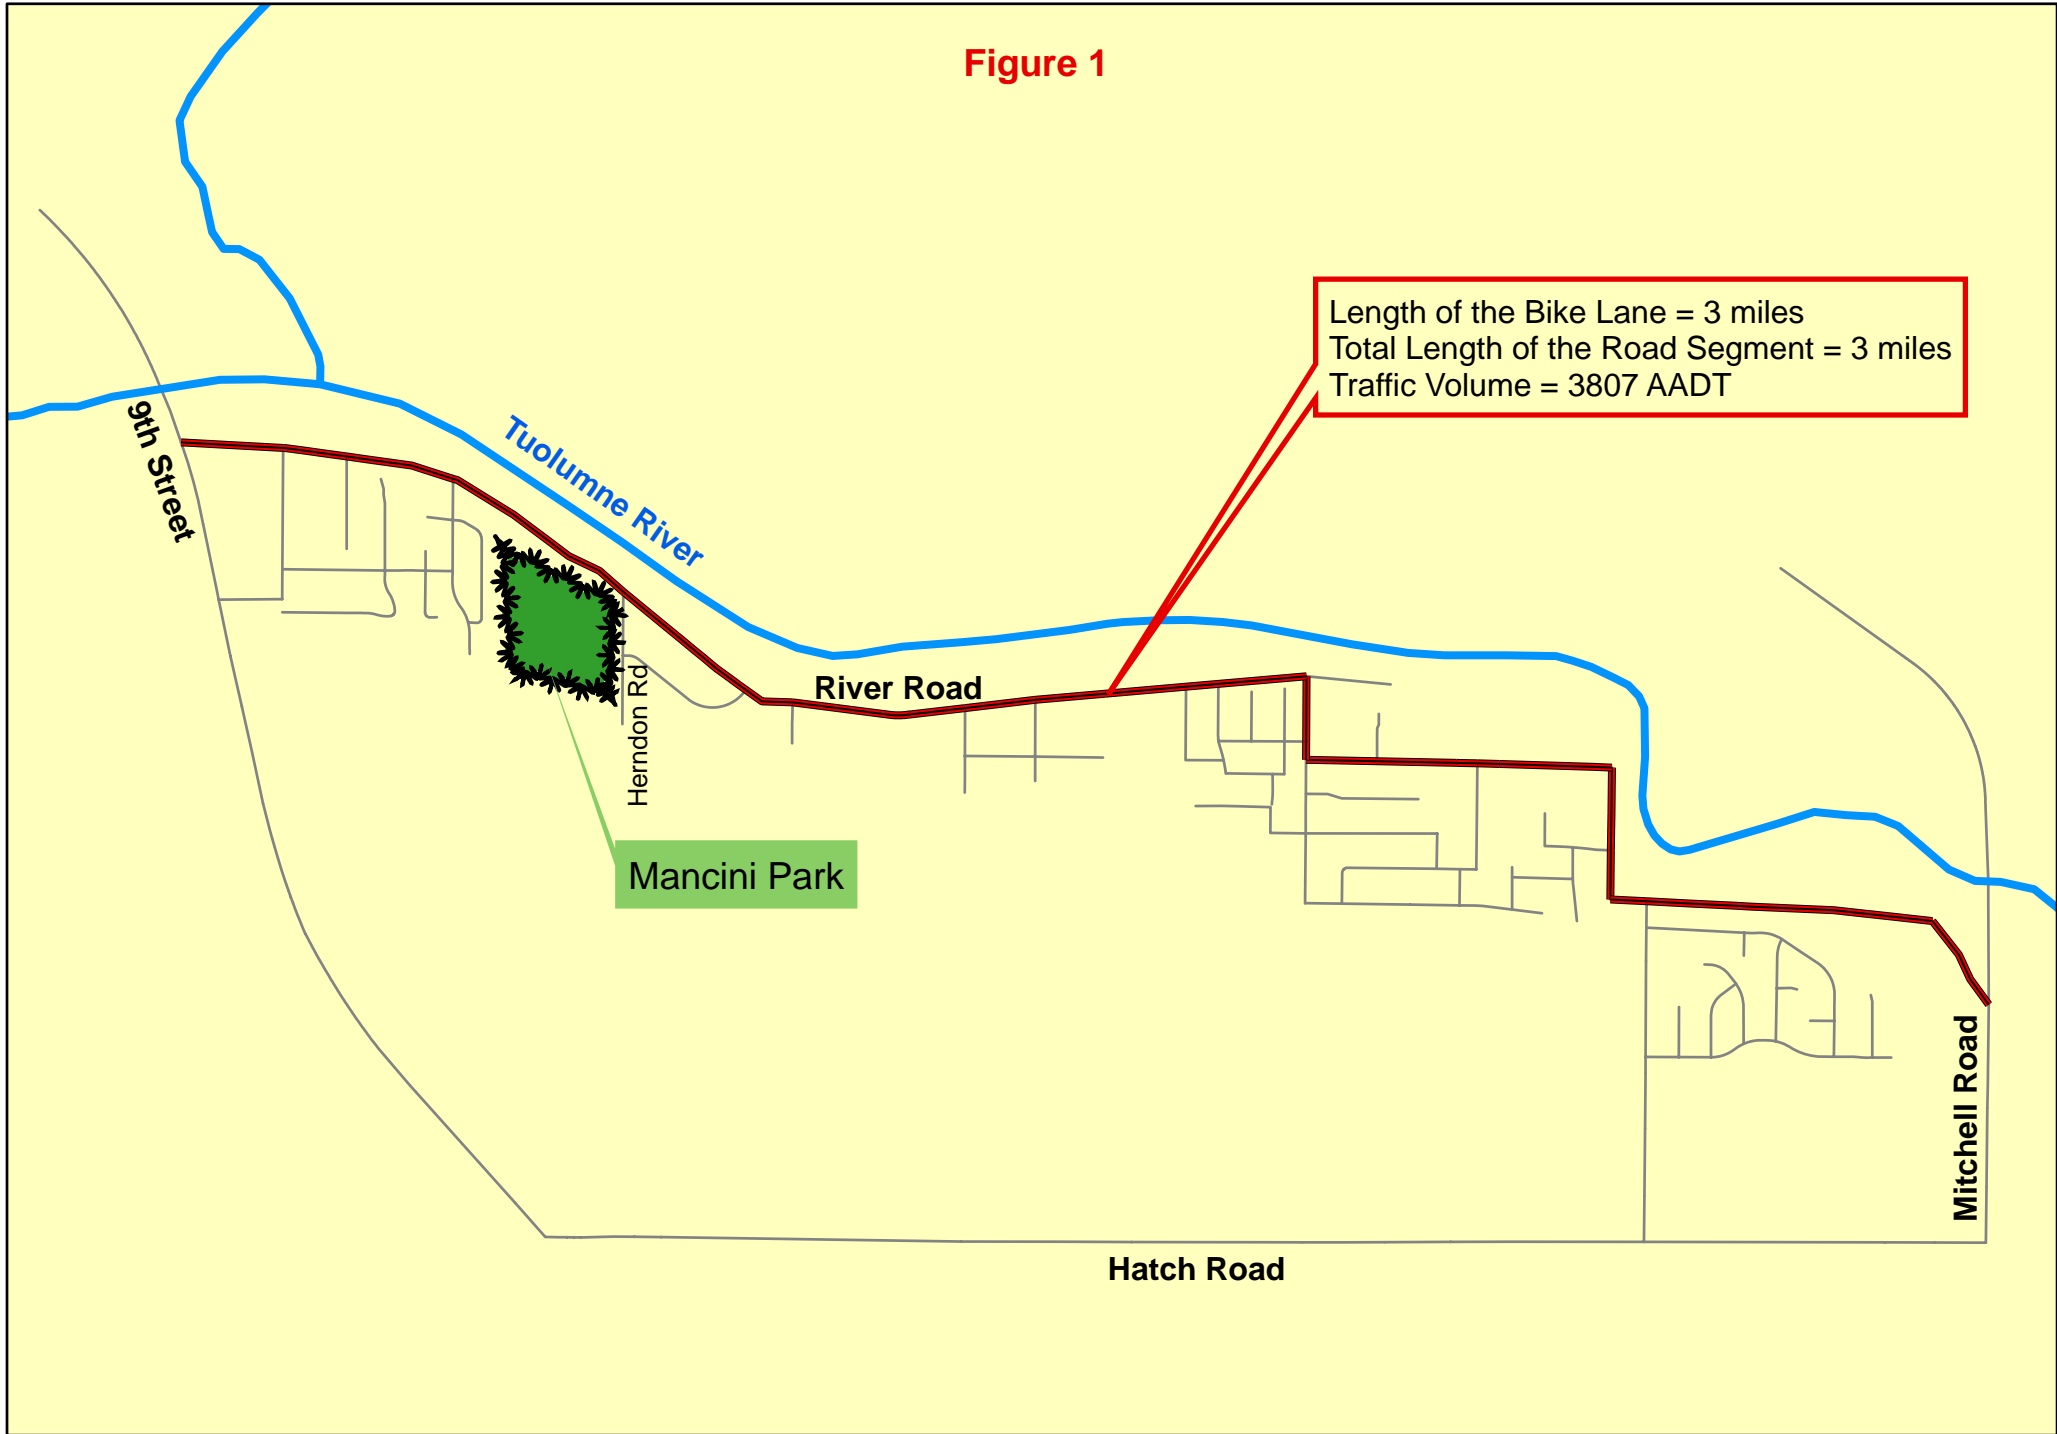 Figure 1
Length of the Bike Lane = 3 miles
Total Length of the Road Segment = 3 miles
Traffic Volume = 3807 AADT
9th Street
Tuolumne River
River Road
Herndon Rd
Mancini Park
Mitchell Road
Hatch Road